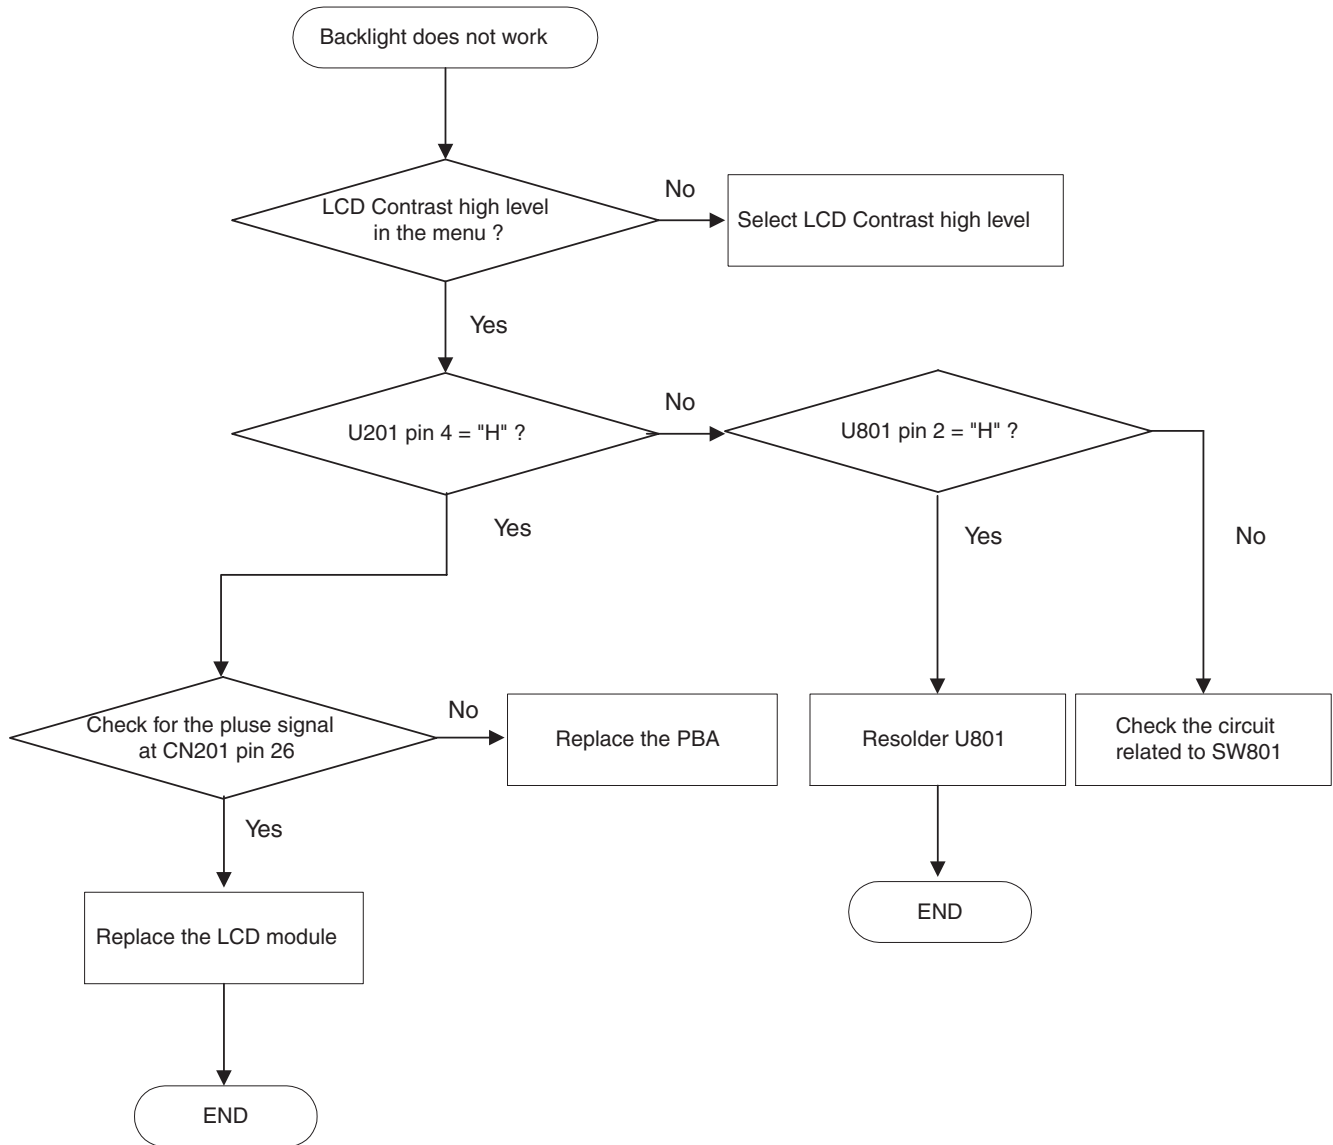 Backlight does not work
LCD Contrast high level
in the menu ?
No
Select LCD Contrast high level
Yes
U201 pin 4 = "H" ?
No
U801 pin 2 = "H" ?
Yes
Yes
No
Check for the pluse signal
at CN201 pin 26
No
Replace the PBA
Resolder U801
Check the circuit
related to SW801
Yes
Replace the LCD module
END
END